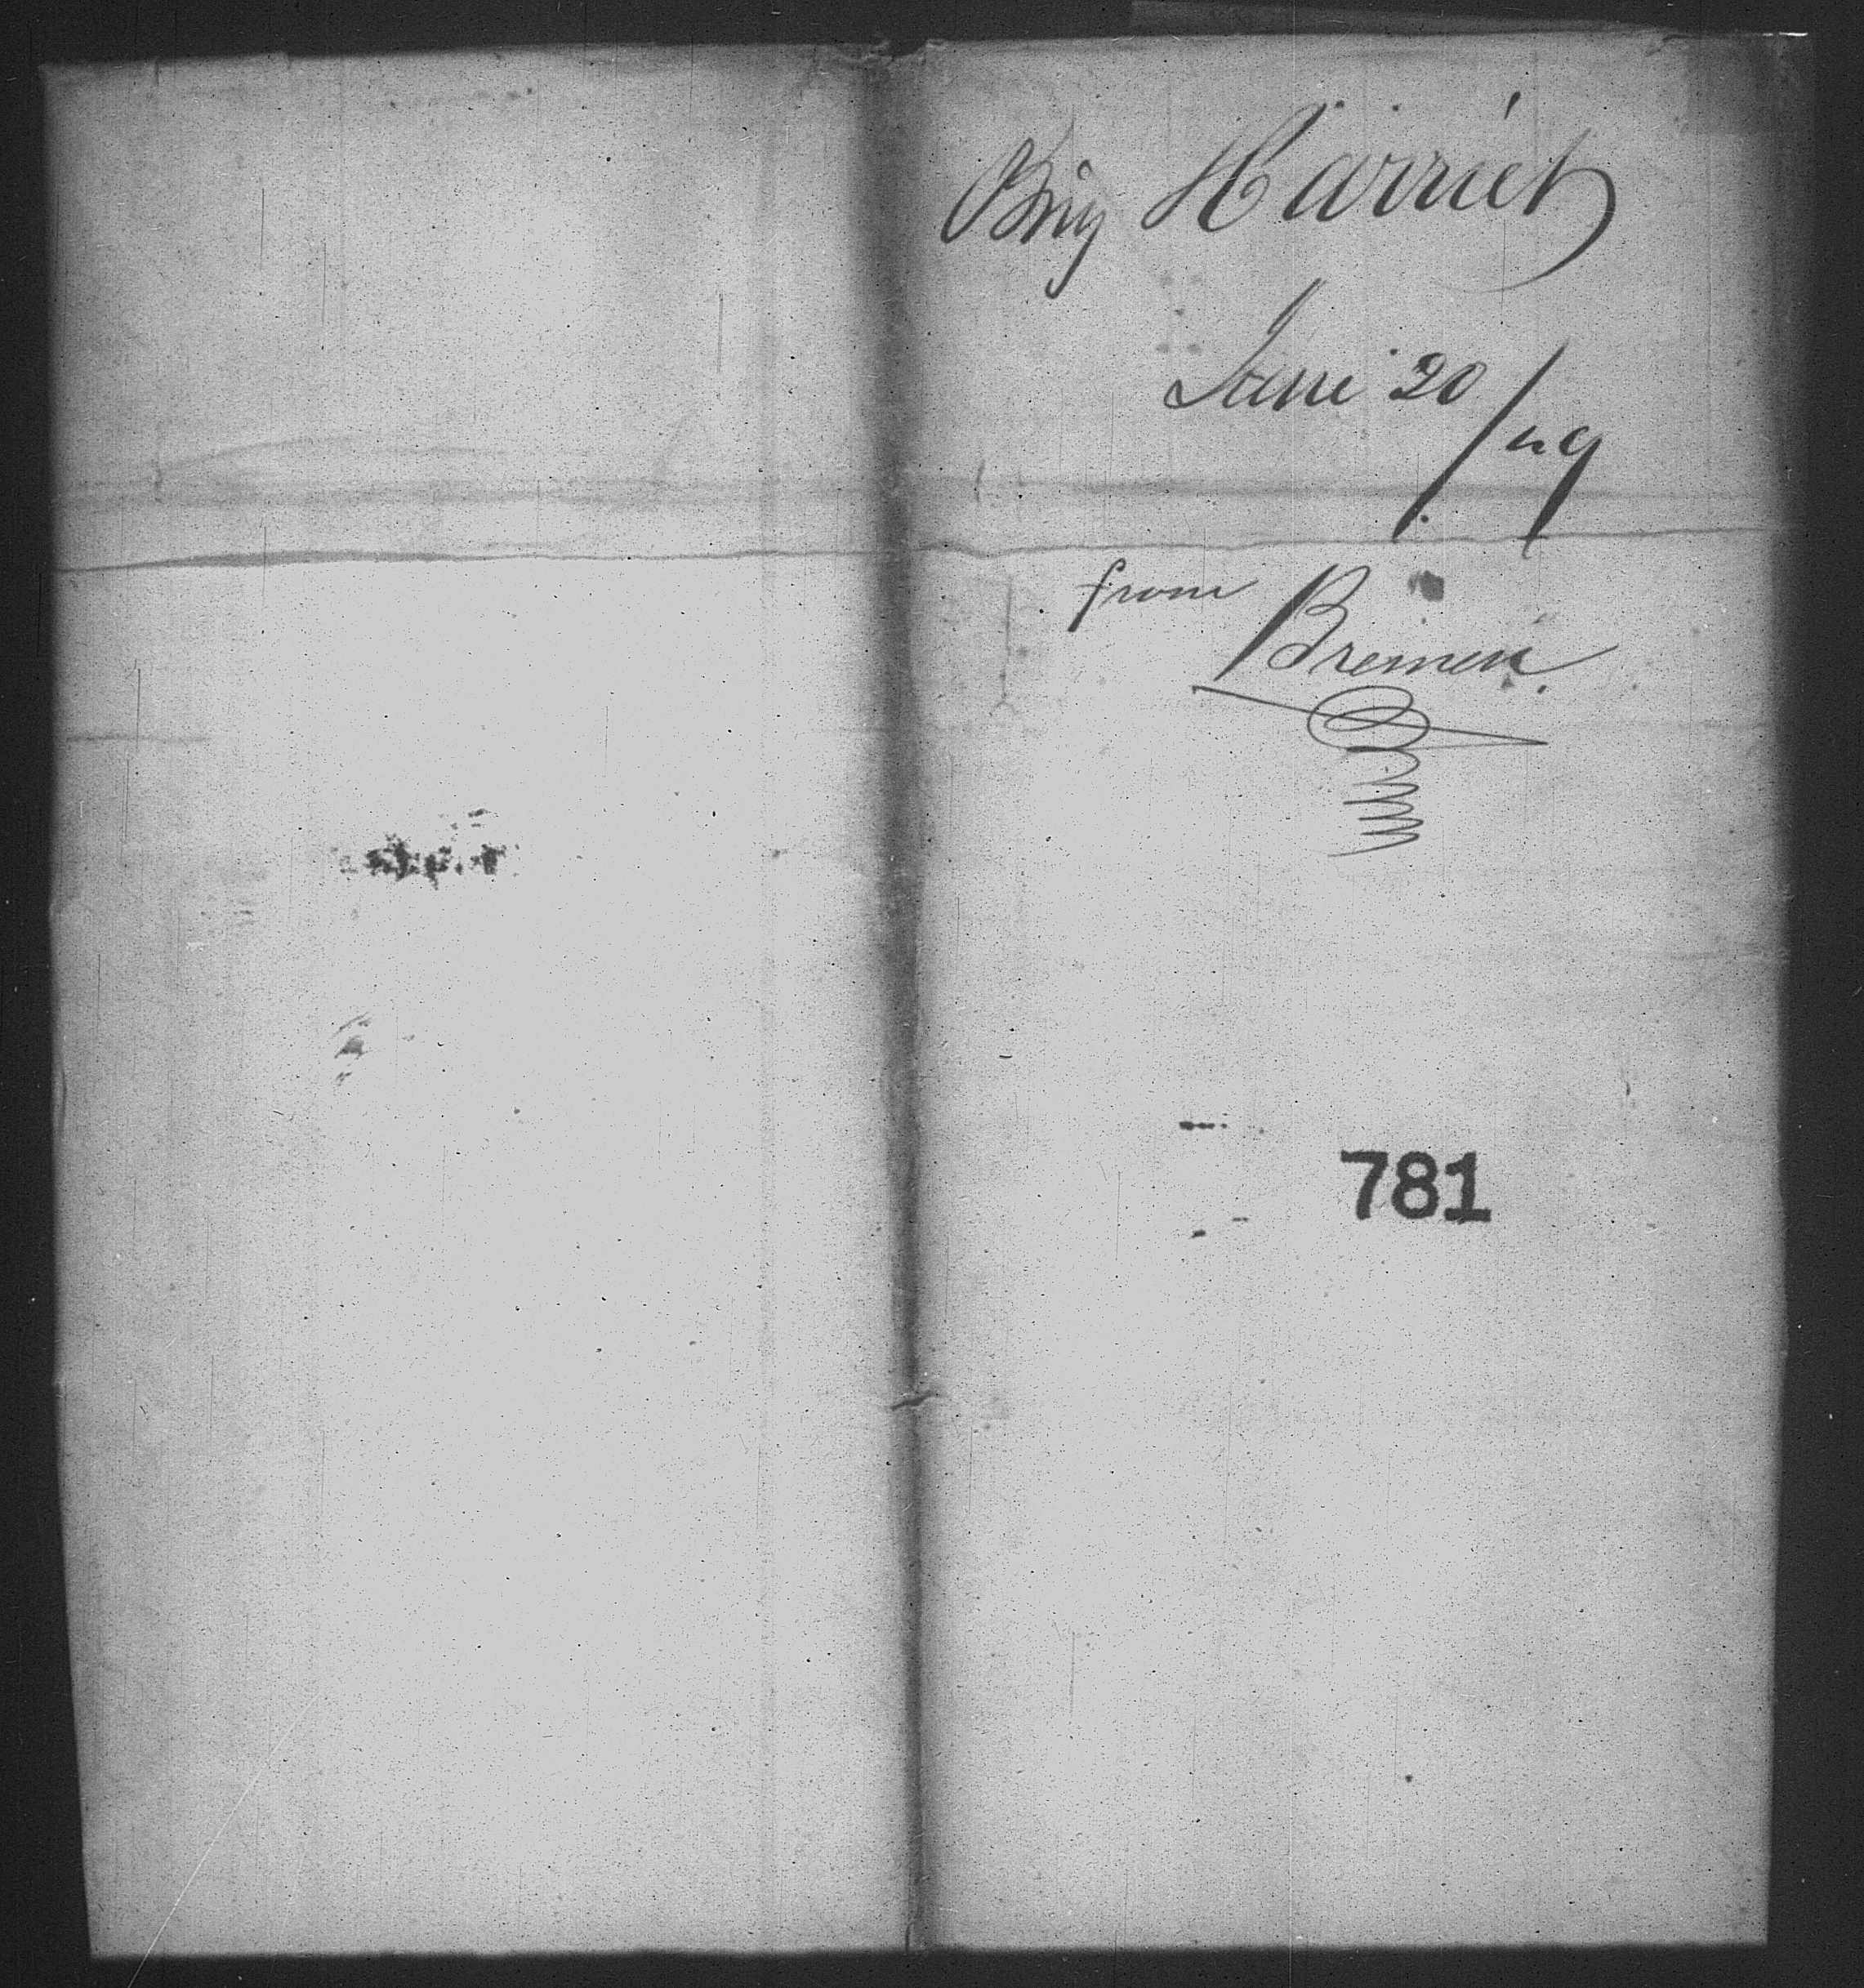 Brig Harriet
June 20/49
from
Bremen.
781